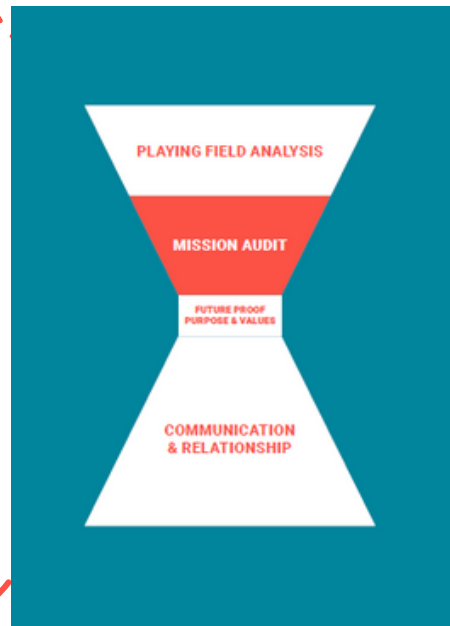 PLAYING FIELD ANALYSIS
MISSION AUDIT
FUTURE PROOF
PURPOSE & VALUES
COMMUNICATION
& RELATIONSHIP